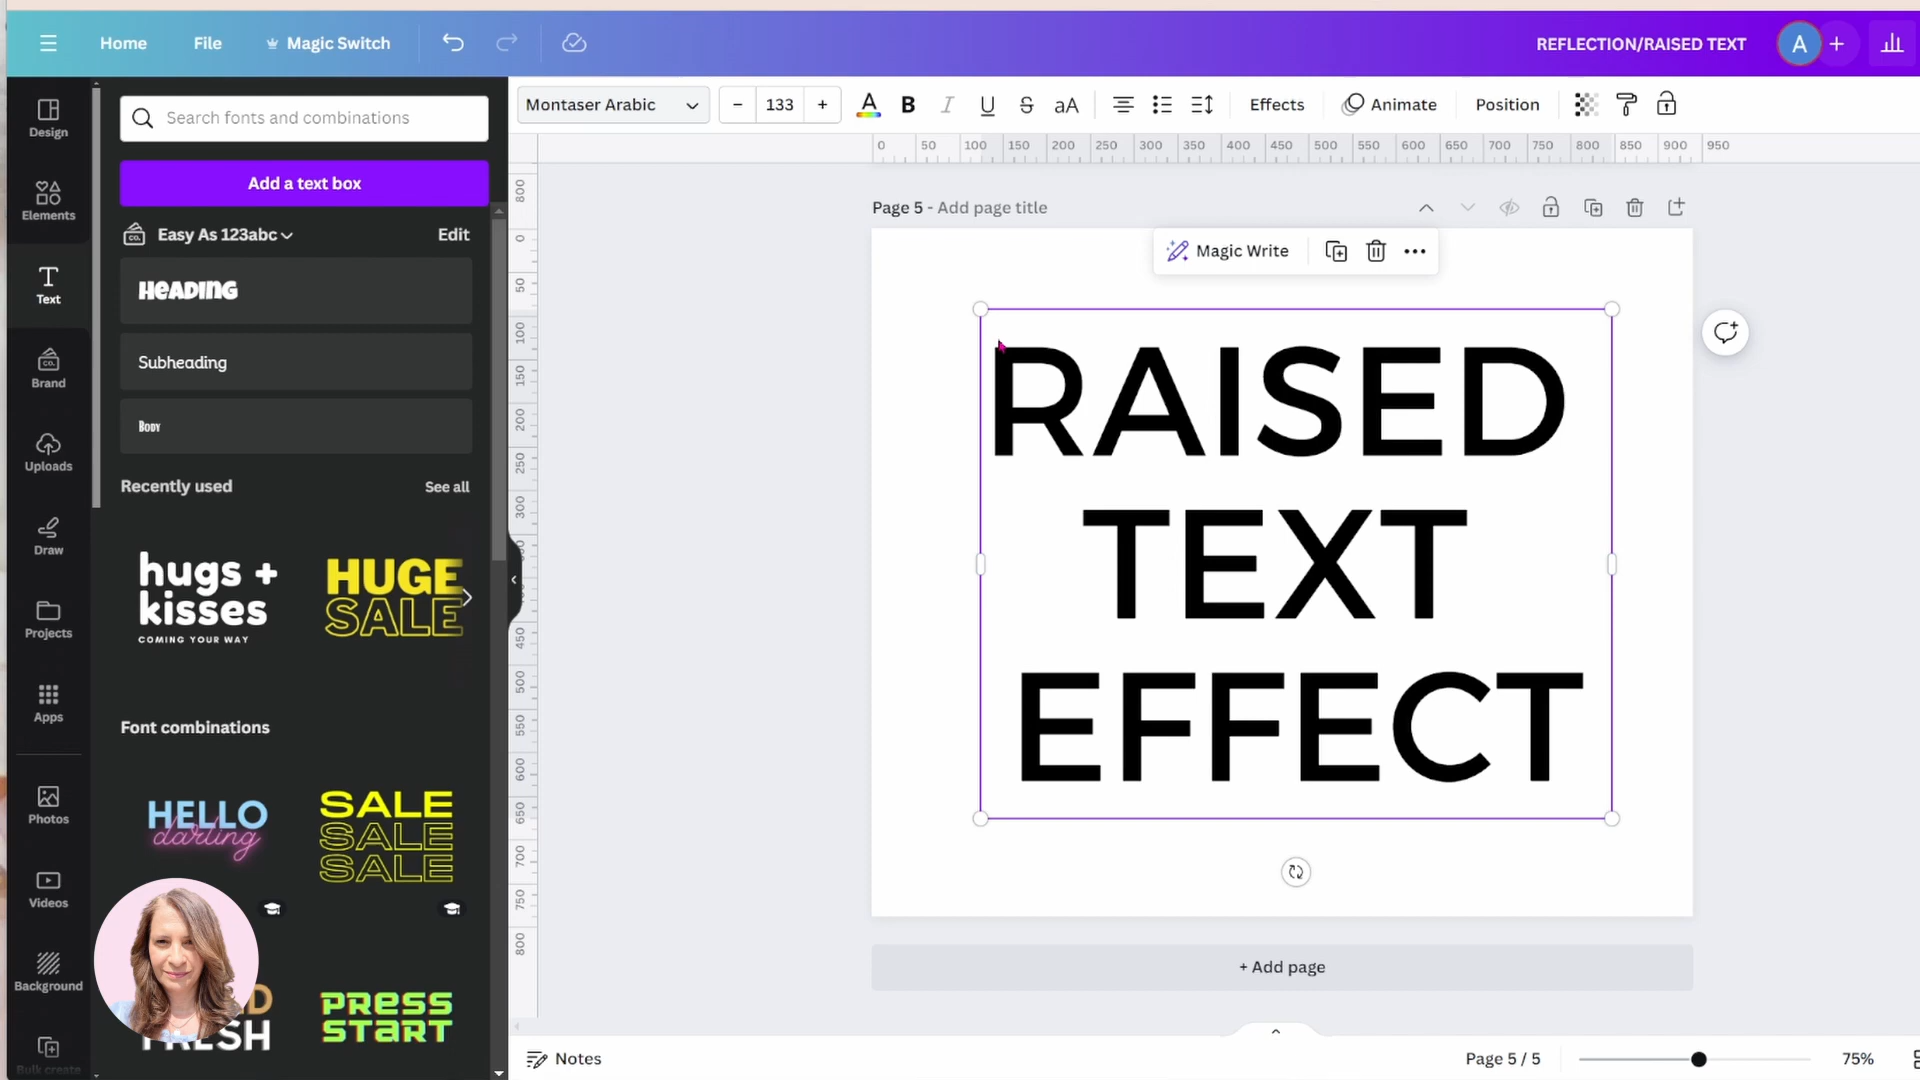 Home File Magic Switch REFLECTION/RAISED TEXT A
Design
Elements
Text
Brand
Uploads
Draw
Projects
Apps
Photos
Videos
Background
Bulk create
Search fonts and combinations
Add a text box
Easy As 123abc Edit
Heading
Subheading
Body
Recently used See all
hugs +
kisses
COMING YOUR WAY
HUGE
SALE
Font combinations
HELLO
darling
SALE
SALE
SALE
PRESS
START
Montaser Arabic - 133 + A B I U S aA Effects Animate Position
0 50 100 150 200 250 300 350 400 450 500 550 600 650 700 750 800 850 900 950
Page 5 - Add page title
Magic Write
RAISED
TEXT
EFFECT
+ Add page
Notes Page 5 / 5 75%